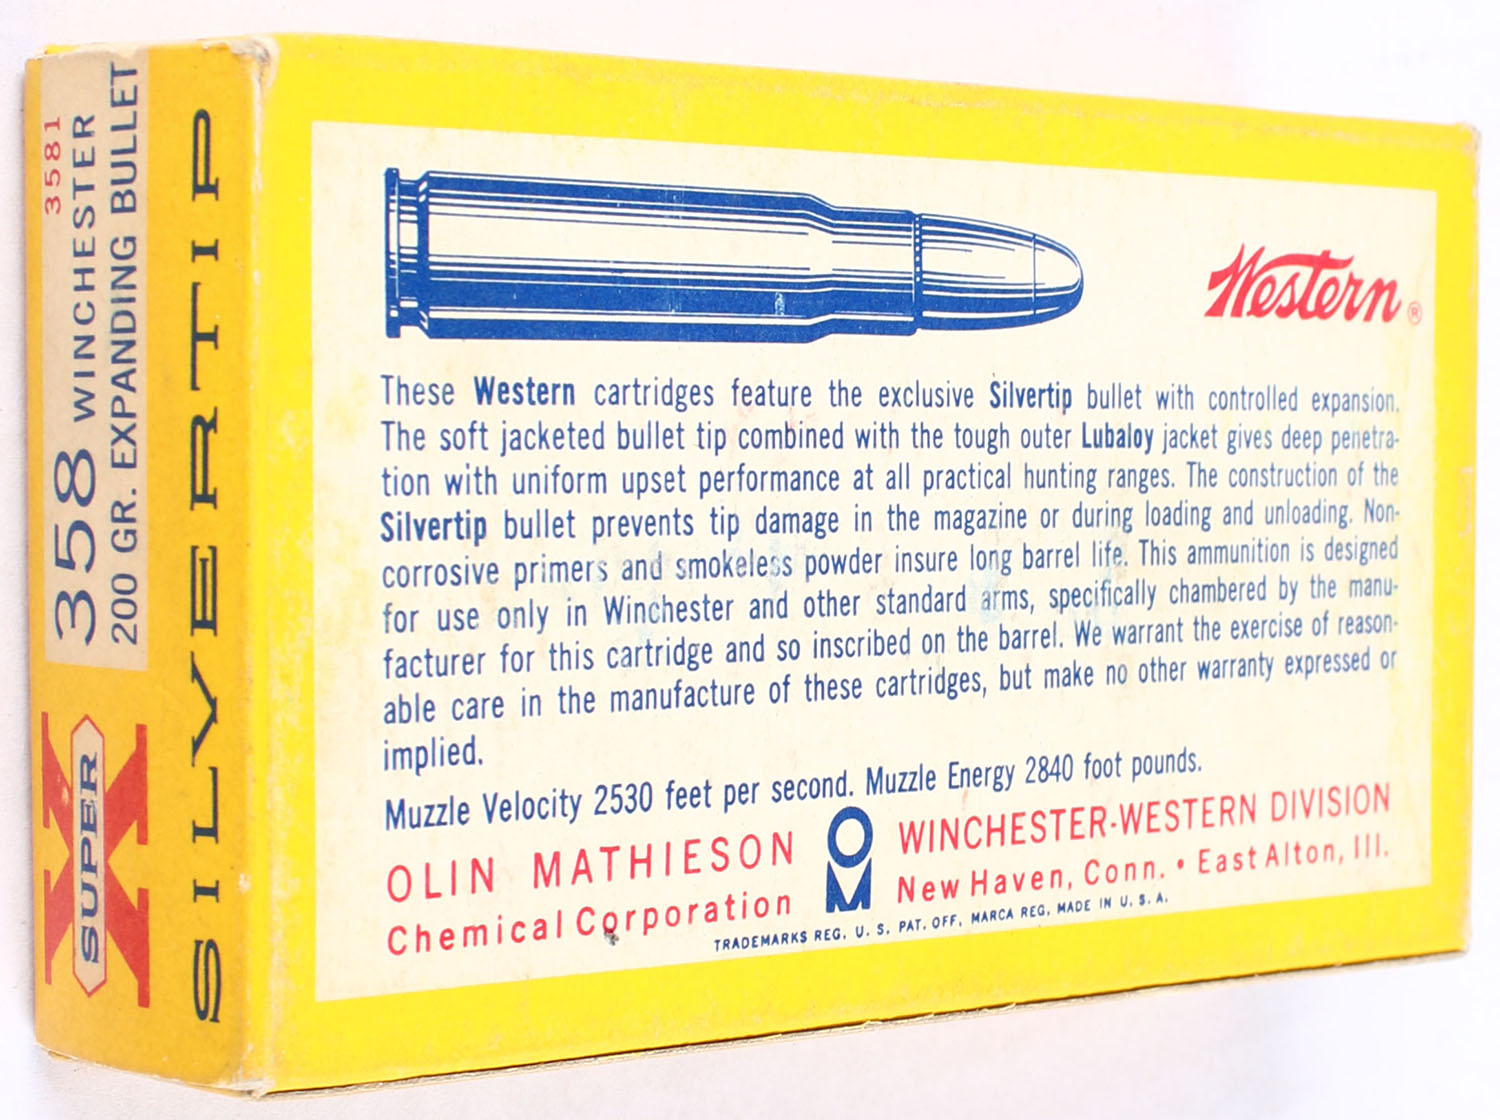 3581
358 WINCHESTER
200 GR. EXPANDING BULLET
SUPER
X
SILVERTIP
Western®
These Western cartridges feature the exclusive Silvertip bullet with controlled expansion.
The soft jacketed bullet tip combined with the tough outer Lubaloy jacket gives deep penetra-
tion with uniform upset performance at all practical hunting ranges. The construction of the
Silvertip bullet prevents tip damage in the magazine or during loading and unloading. Non-
corrosive primers and smokeless powder insure long barrel life. This ammunition is designed
for use only in Winchester and other standard arms, specifically chambered by the manu-
facturer for this cartridge and so inscribed on the barrel. We warrant the exercise of reason-
able care in the manufacture of these cartridges, but make no other warranty expressed or
implied.
Muzzle Velocity 2530 feet per second. Muzzle Energy 2840 foot pounds.
OLIN MATHIESON
Chemical Corporation
OM
WINCHESTER-WESTERN DIVISION
New Haven, Conn. • East Alton, Ill.
TRADEMARKS REG. U. S. PAT. OFF. MARCA REG. MADE IN U. S. A.